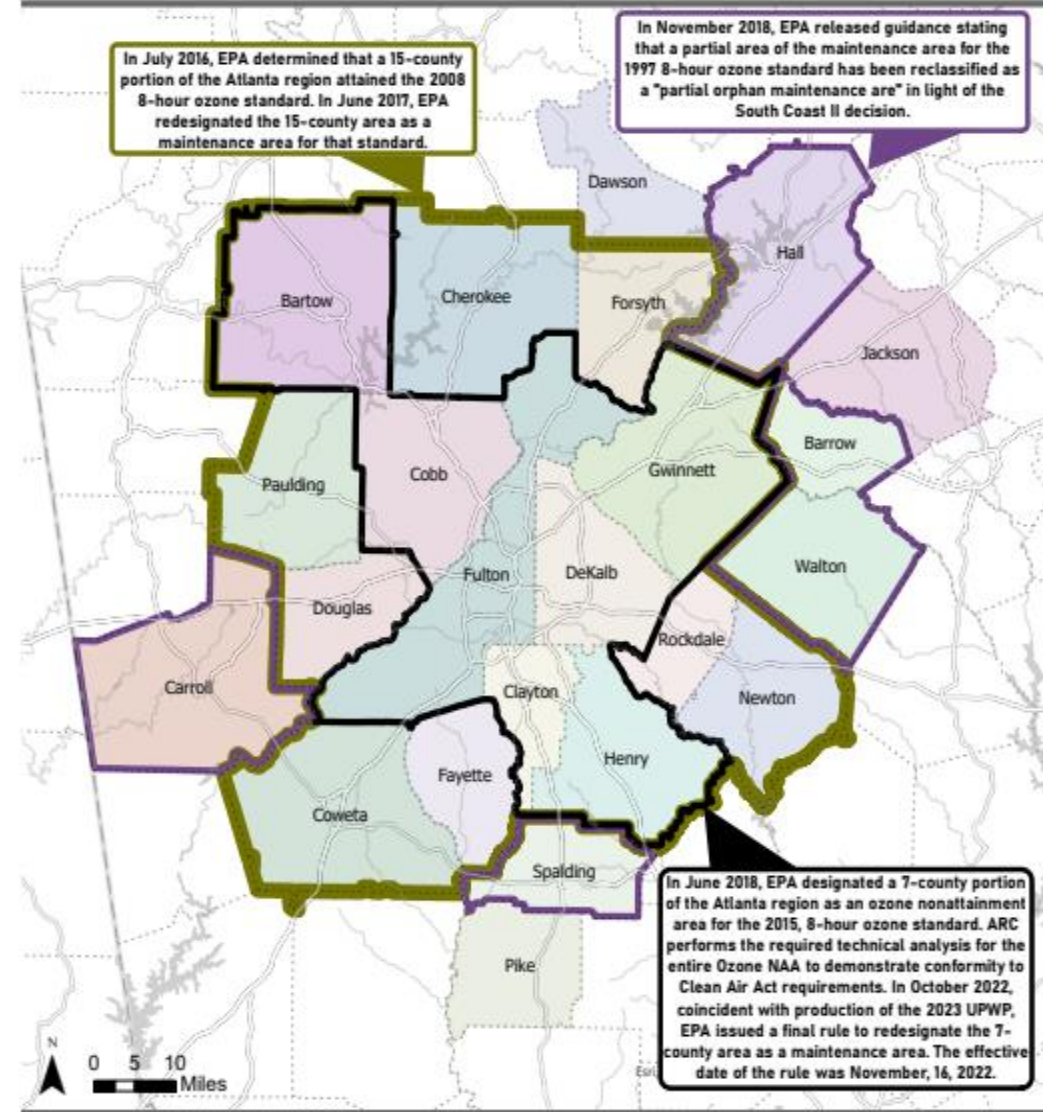 In July 2016, EPA determined that a 15-county
portion of the Atlanta region attained the 2008
8-hour ozone standard. In June 2017, EPA
redesignated the 15-county area as a
maintenance area for that standard.
In November 2018, EPA released guidance stating
that a partial area of the maintenance area for the
1997 8-hour ozone standard has been reclassified as
a "partial orphan maintenance are" in light of the
South Coast II decision.
Dawson
Hall
Bartow
Cherokee
Forsyth
Jackson
Barrow
Cobb
Gwinnett
Paulding
Walton
Fulton
DeKalb
Douglas
Rockdale
Carroll
Clayton
Newton
Henry
Fayette
Coweta
Spalding
Pike
In June 2018, EPA designated a 7-county portion
of the Atlanta region as an ozone nonattainment
area for the 2015, 8-hour ozone standard. ARC
performs the required technical analysis for the
entire Ozone NAA to demonstrate conformity to
Clean Air Act requirements. In October 2022,
coincident with production of the 2023 UPWP,
EPA issued a final rule to redesignate the 7-
county area as a maintenance area. The effective
date of the rule was November, 16, 2022.
N
0 5 10
Miles
Esri,